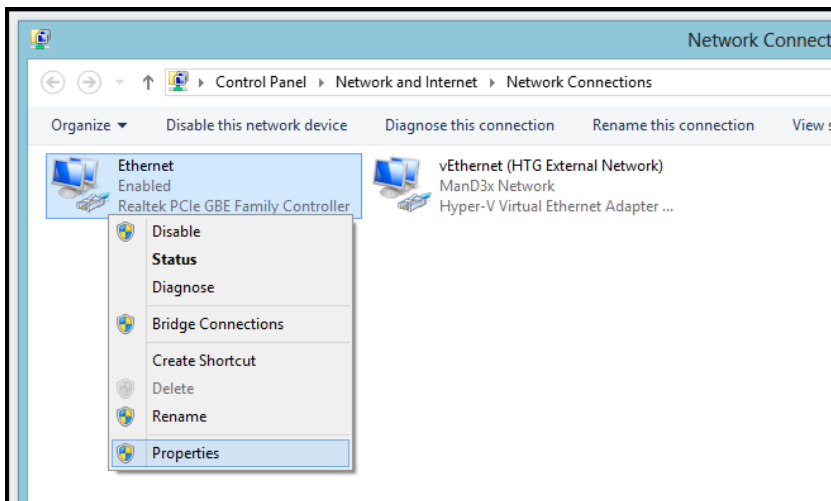 Network Connect
Control Panel Network and Internet Network Connections
Organize Disable this network device Diagnose this connection Rename this connection View s
Ethernet
Enabled
Realtek PCIe GBE Family Controller
vEthernet (HTG External Network)
ManD3x Network
Hyper-V Virtual Ethernet Adapter ...
Disable
Status
Diagnose
Bridge Connections
Create Shortcut
Delete
Rename
Properties